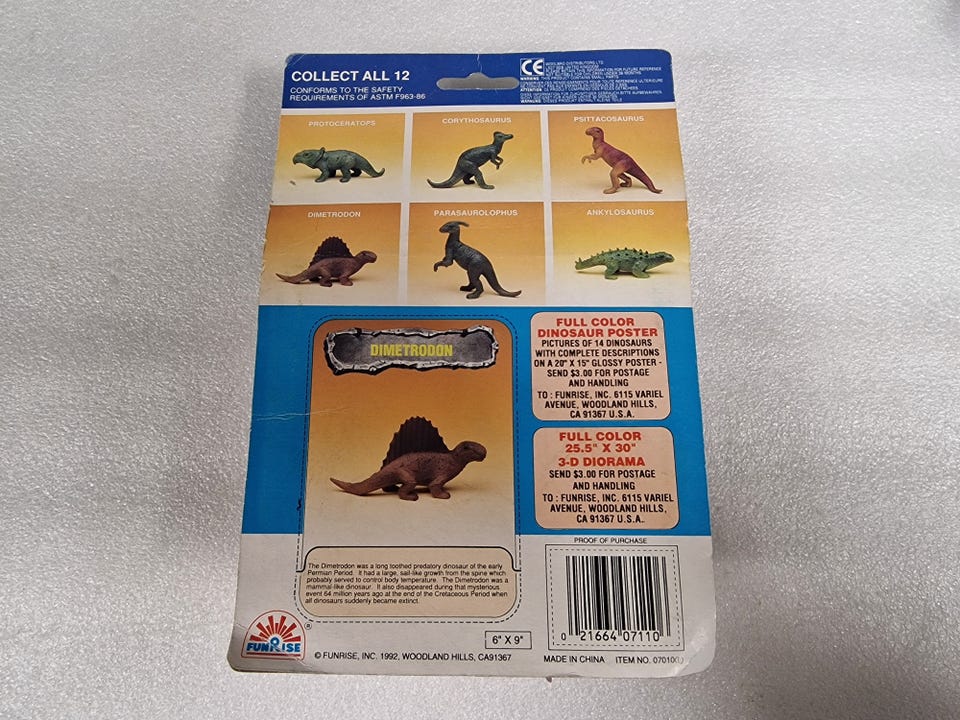 COLLECT ALL 12
CONFORMS TO THE SAFETY
REQUIREMENTS OF ASTM F963-86
CE
PROTOCERATOPS
CORYTHOSAURUS
PSITTACOSAURUS
DIMETRODON
PARASAUROLOPHUS
ANKYLOSAURUS
DIMETRODON
The Dimetrodon was a long toothed predatory dinosaur of the early
Permian Period. It had a large, sail-like growth from the spine which
probably served to control body temperature. The Dimetrodon was a
mammal-like dinosaur. It also disappeared during that mysterious
event 64 million years ago at the end of the Cretaceous Period when
all dinosaurs suddenly became extinct.
FULL COLOR
DINOSAUR POSTER
PICTURES OF 14 DINOSAURS
WITH COMPLETE DESCRIPTIONS
ON A 20" X 15" GLOSSY POSTER -
SEND $3.00 FOR POSTAGE
AND HANDLING
TO : FUNRISE, INC. 6115 VARIEL
AVENUE, WOODLAND HILLS,
CA 91367 U.S.A.
FULL COLOR
25.5" X 30"
3-D DIORAMA
SEND $3.00 FOR POSTAGE
AND HANDLING
TO : FUNRISE, INC. 6115 VARIEL
AVENUE, WOODLAND HILLS,
CA 91367 U.S.A..
PROOF OF PURCHASE
0 21664 07110
FUNRISE ®
6" X 9"
© FUNRISE, INC. 1992, WOODLAND HILLS, CA91367
MADE IN CHINA ITEM NO.